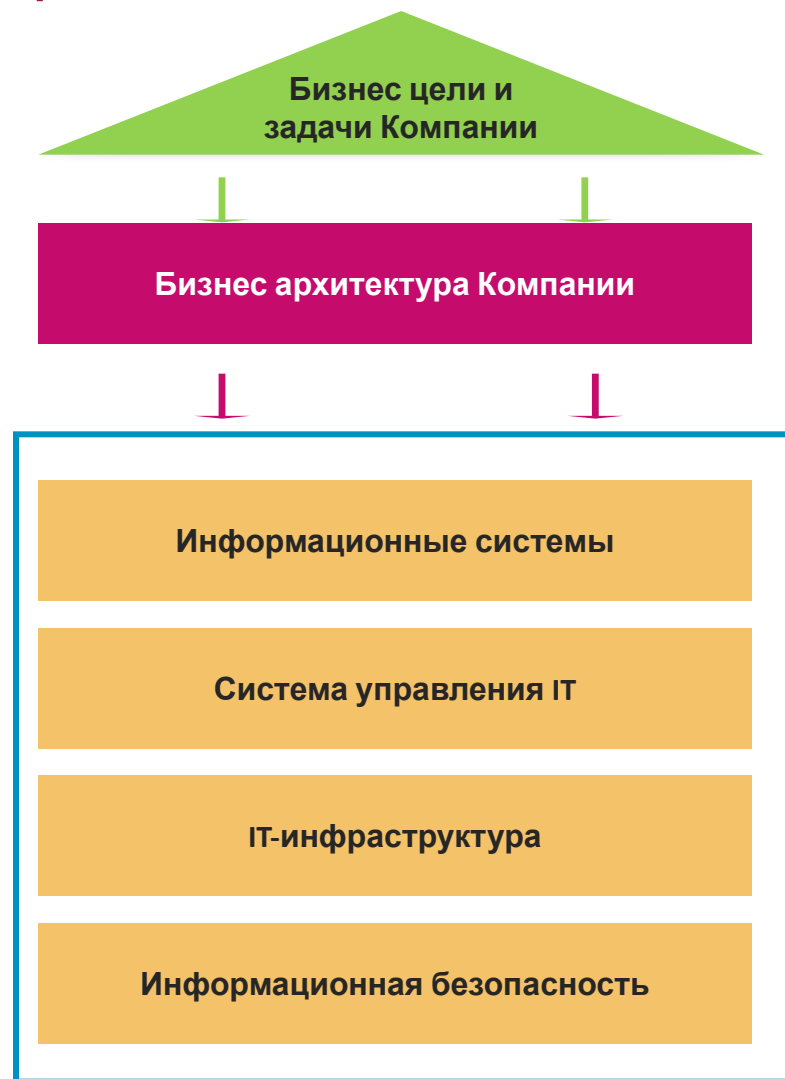 Бизнес цели и
задачи Компании
Бизнес архитектура Компании
Информационные системы
Система управления IT
IT-инфраструктура
Информационная безопасность